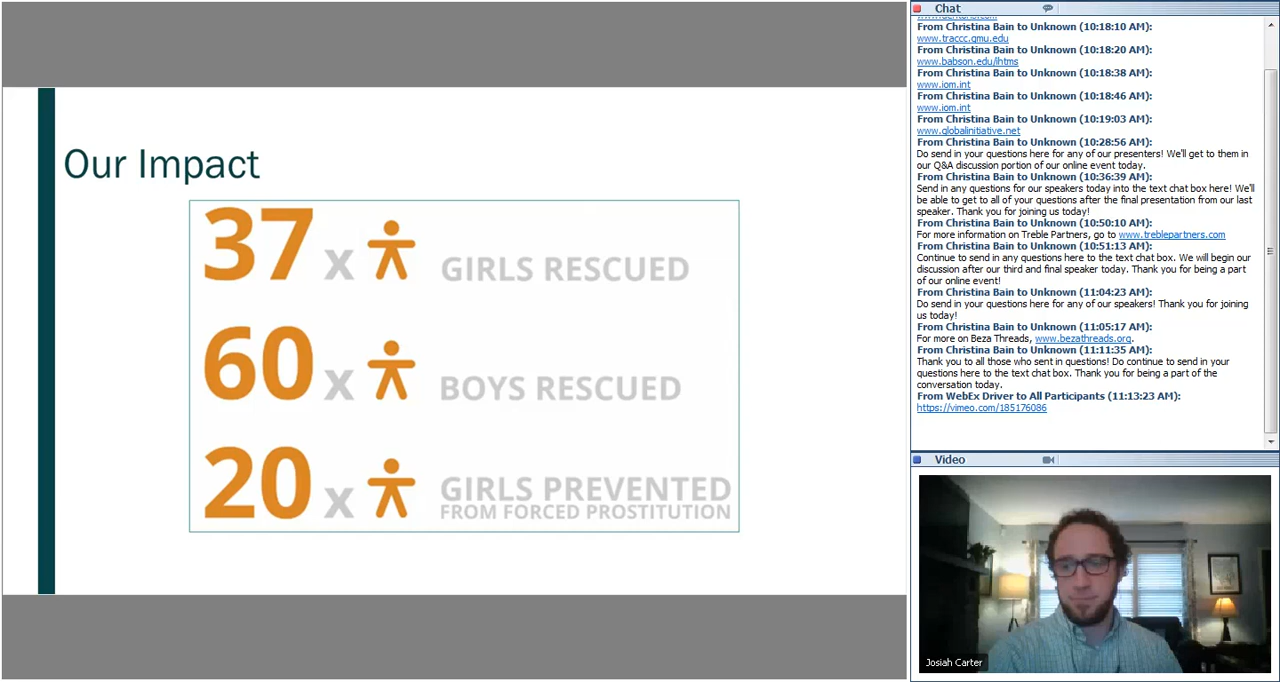 Our Impact
37 x GIRLS RESCUED
60 x BOYS RESCUED
20 x GIRLS PREVENTED
FROM FORCED PROSTITUTION
Chat
From Christina Bain to Unknown (10:18:10 AM):
www.traccc.gmu.edu
From Christina Bain to Unknown (10:18:20 AM):
www.babson.edu/ihtms
From Christina Bain to Unknown (10:18:38 AM):
www.iom.int
From Christina Bain to Unknown (10:18:46 AM):
www.iom.int
From Christina Bain to Unknown (10:19:03 AM):
www.globalinitiative.net
From Christina Bain to Unknown (10:28:56 AM):
Do send in your questions here for any of our presenters! We'll get to them in
our Q&A discussion portion of our online event today.
From Christina Bain to Unknown (10:36:39 AM):
Send in any questions for our speakers today into the text chat box here! We'll
be able to get to all of your questions after the final presentation from our last
speaker. Thank you for joining us today!
From Christina Bain to Unknown (10:50:10 AM):
For more information on Treble Partners, go to www.treblepartners.com
From Christina Bain to Unknown (10:51:13 AM):
Continue to send in any questions here to the text chat box. We will begin our
discussion after our third and final speaker today. Thank you for being a part
of our online event!
From Christina Bain to Unknown (11:04:23 AM):
Do send in your questions here for any of our speakers! Thank you for joining
us today!
From Christina Bain to Unknown (11:05:17 AM):
For more on Beza Threads, www.bezathreads.org.
From Christina Bain to Unknown (11:11:35 AM):
Thank you to all those who sent in questions! Do continue to send in your
questions here to the text chat box. Thank you for being a part of the
conversation today.
From WebEx Driver to All Participants (11:13:23 AM):
https://vimeo.com/185176086
Video
Josiah Carter